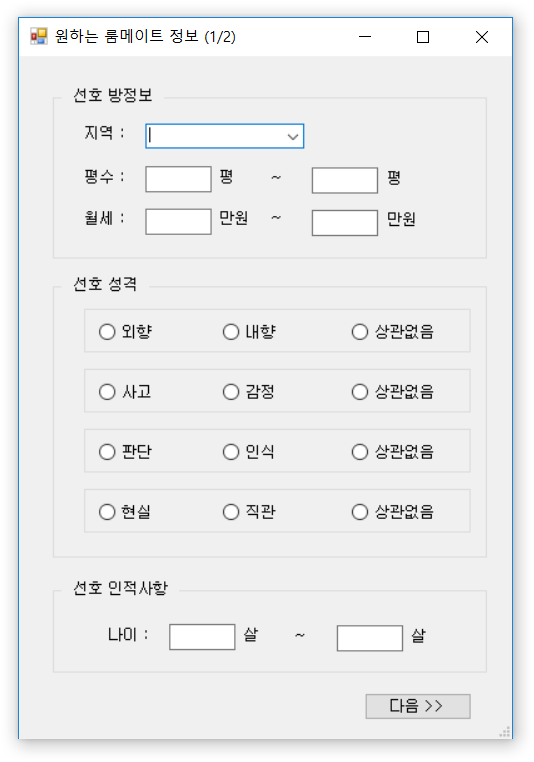 원하는 룸메이트 정보 (1/2)
선호 방정보
지역 :
평수 : 평 ~ 평
월세 : 만원 ~ 만원
선호 성격
외향 내향 상관없음
사고 감정 상관없음
판단 인식 상관없음
현실 직관 상관없음
선호 인적사항
나이 : 살 ~ 살
다음 >>